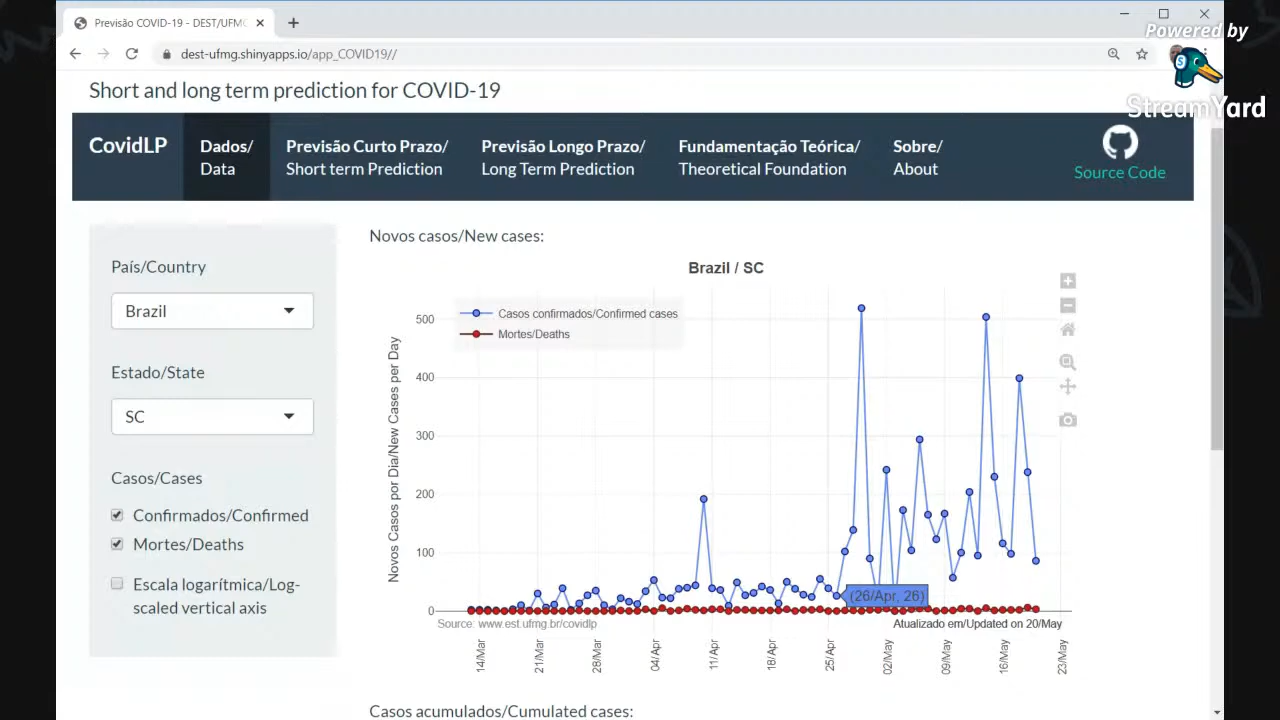 Previsão COVID-19 - DEST/UFMG
Powered by
StreamYard
dest-ufmg.shinyapps.io/app_COVID19//
Short and long term prediction for COVID-19
CovidLP
Dados/
Data
Previsão Curto Prazo/
Short term Prediction
Previsão Longo Prazo/
Long Term Prediction
Fundamentação Teórica/
Theoretical Foundation
Sobre/
About
Source Code
País/Country
Brazil
Estado/State
SC
Casos/Cases
Confirmados/Confirmed
Mortes/Deaths
Escala logarítmica/Log-
scaled vertical axis
Novos casos/New cases:
Brazil / SC
Casos confirmados/Confirmed cases
Mortes/Deaths
Novos Casos por Dia/New Cases per Day
500
400
300
200
100
0
(26/Apr, 26)
Source: www.est.ufmg.br/covidlp
Atualizado em/Updated on 20/May
14/Mar
21/Mar
28/Mar
04/Apr
11/Apr
18/Apr
25/Apr
02/May
09/May
16/May
23/May
Casos acumulados/Cumulated cases: